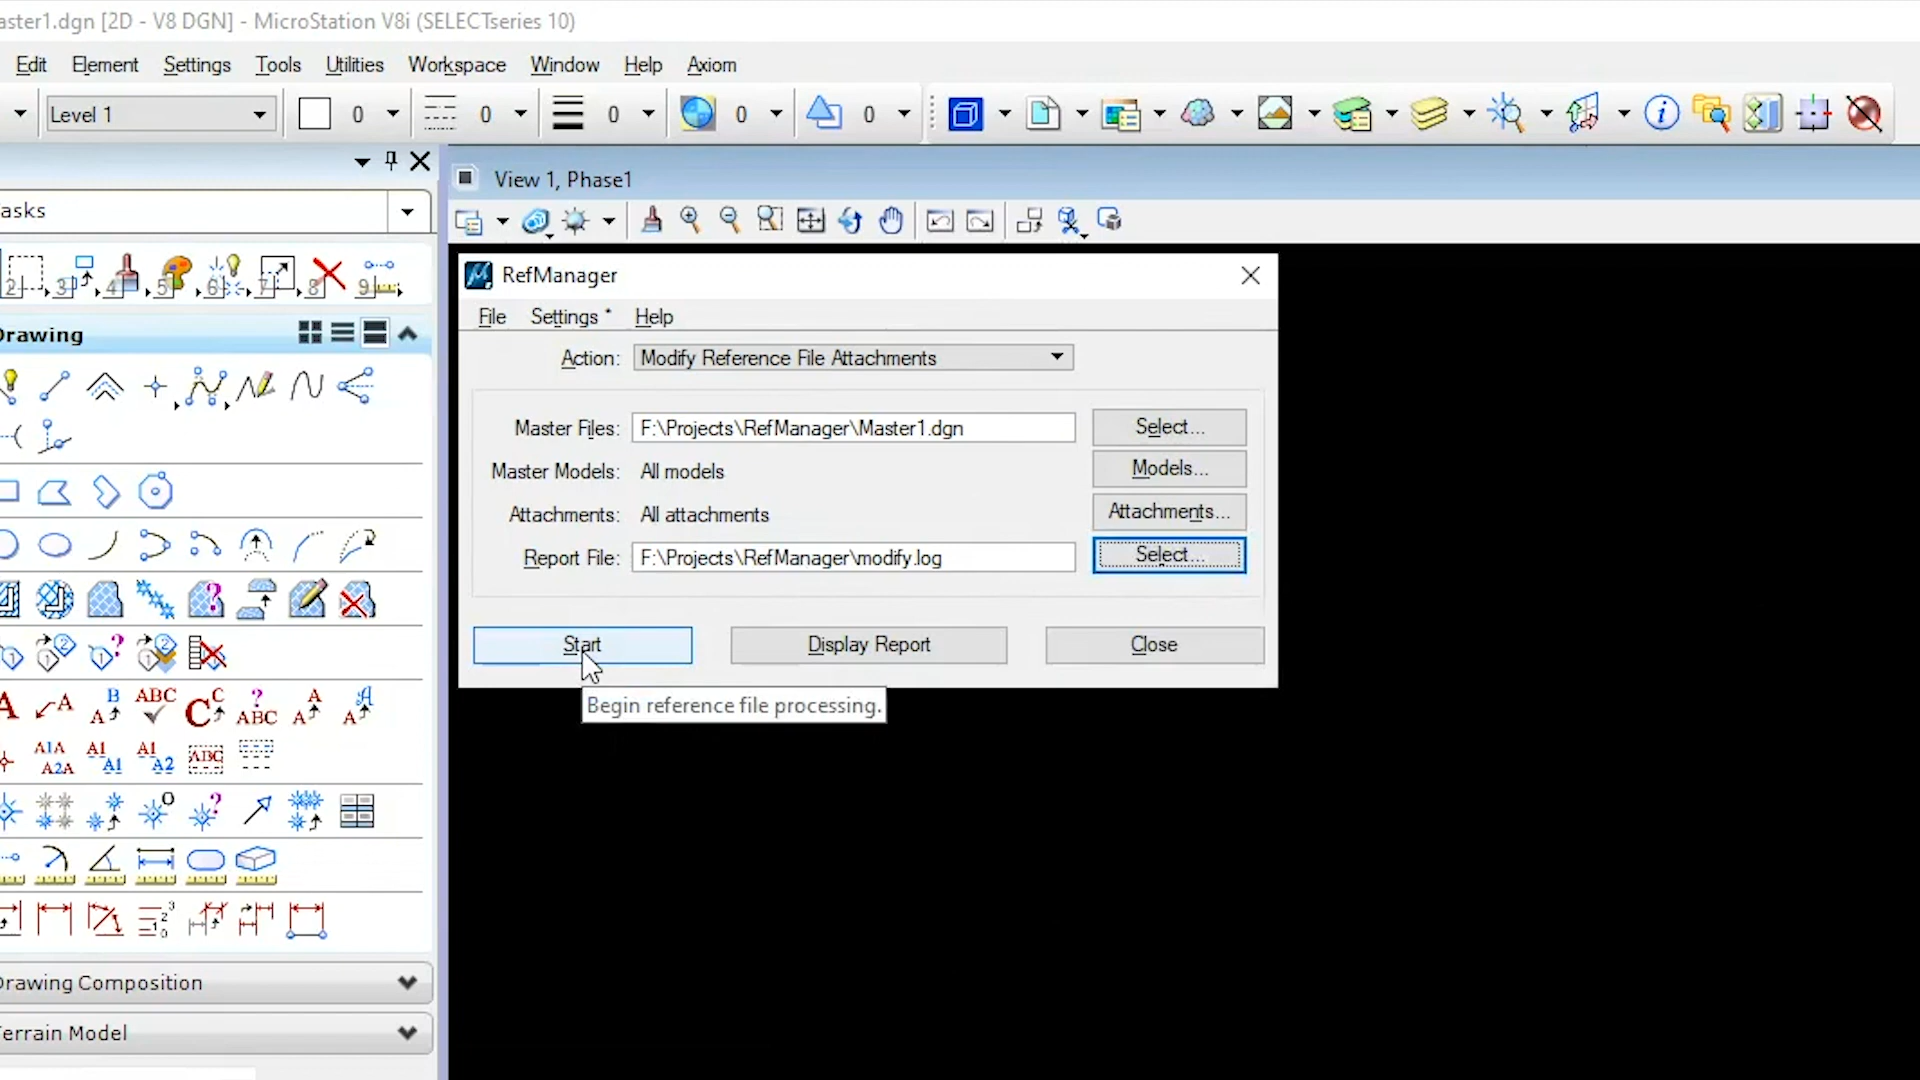 aster1.dgn [2D - V8 DGN] - MicroStation V8i (SELECTseries 10)
Edit Element Settings Tools Utilities Workspace Window Help Axiom
Level 1 0 0 0 0 0
View 1, Phase1
asks
2 3 4 5 6 7 8 9
RefManager
File Settings * Help
Drawing
Action: Modify Reference File Attachments
Master Files: F:\Projects\RefManager\Master1.dgn Select...
Master Models: All models Models...
Attachments: All attachments Attachments...
Report File: F:\Projects\RefManager\modify.log Select...
Start Display Report Close
Begin reference file processing.
Drawing Composition
Terrain Model